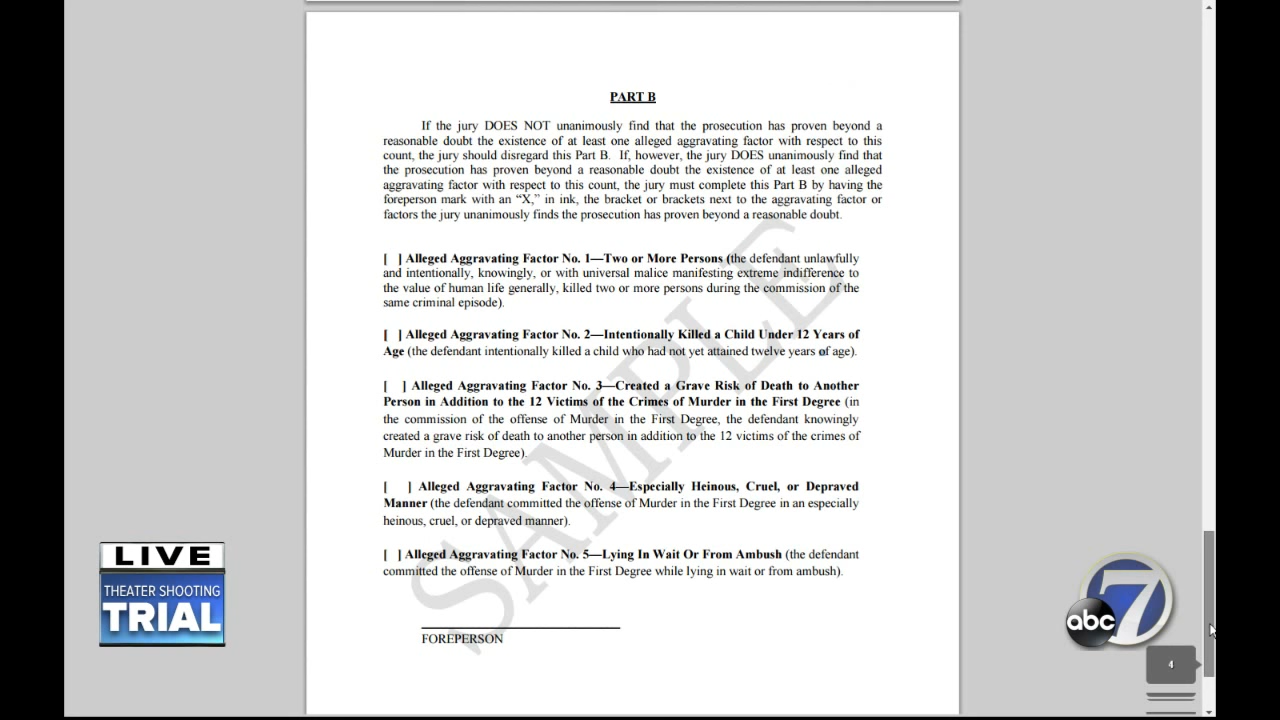 PART B
If the jury DOES NOT unanimously find that the prosecution has proven beyond a
reasonable doubt the existence of at least one alleged aggravating factor with respect to this
count, the jury should disregard this Part B.  If, however, the jury DOES unanimously find that
the prosecution has proven beyond a reasonable doubt the existence of at least one alleged
aggravating factor with respect to this count, the jury must complete this Part B by having the
foreperson mark with an “X,” in ink, the bracket or brackets next to the aggravating factor or
factors the jury unanimously finds the prosecution has proven beyond a reasonable doubt.
[  ] Alleged Aggravating Factor No. 1—Two or More Persons (the defendant unlawfully
and intentionally, knowingly, or with universal malice manifesting extreme indifference to
the value of human life generally, killed two or more persons during the commission of the
same criminal episode).
[  ] Alleged Aggravating Factor No. 2—Intentionally Killed a Child Under 12 Years of
Age (the defendant intentionally killed a child who had not yet attained twelve years of age).
[  ] Alleged Aggravating Factor No. 3—Created a Grave Risk of Death to Another
Person in Addition to the 12 Victims of the Crimes of Murder in the First Degree (in
the commission of the offense of Murder in the First Degree, the defendant knowingly
created a grave risk of death to another person in addition to the 12 victims of the crimes of
Murder in the First Degree).
[  ] Alleged Aggravating Factor No. 4—Especially Heinous, Cruel, or Depraved
Manner (the defendant committed the offense of Murder in the First Degree in an especially
heinous, cruel, or depraved manner).
[  ] Alleged Aggravating Factor No. 5—Lying In Wait Or From Ambush (the defendant
committed the offense of Murder in the First Degree while lying in wait or from ambush).
FOREPERSON
SAMPLE
LIVE
THEATER SHOOTING
TRIAL
abc 7
4